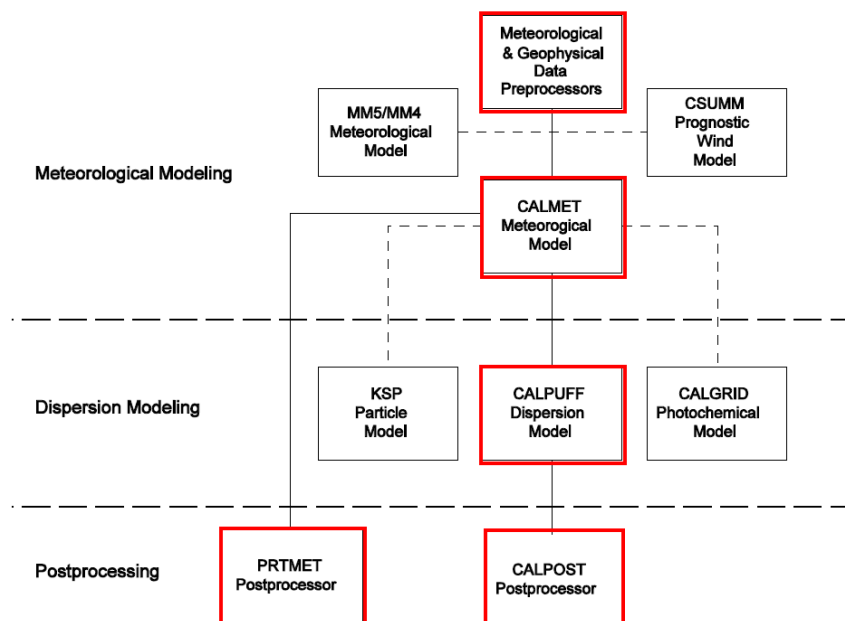 Meteorological
& Geophysical
Data
Preprocessors
MM5/MM4
Meteorological
Model
CSUMM
Prognostic
Wind
Model
Meteorological Modeling
CALMET
Meteorogical
Model
KSP
Particle
Model
CALPUFF
Dispersion
Model
CALGRID
Photochemical
Model
Dispersion Modeling
PRTMET
Postprocessor
CALPOST
Postprocessor
Postprocessing